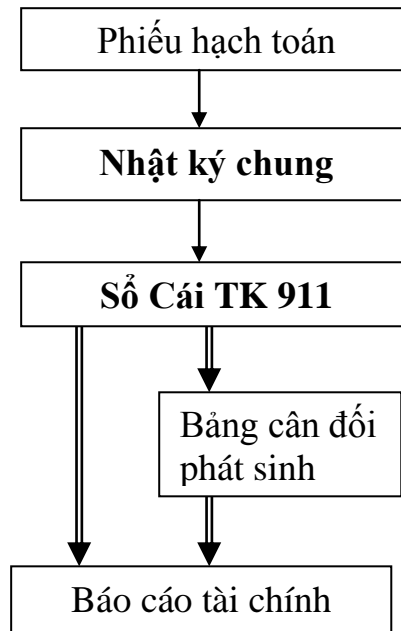 Phiếu hạch toán
Nhật ký chung
Sổ Cái TK 911
Bảng cân đối
phát sinh
Báo cáo tài chính